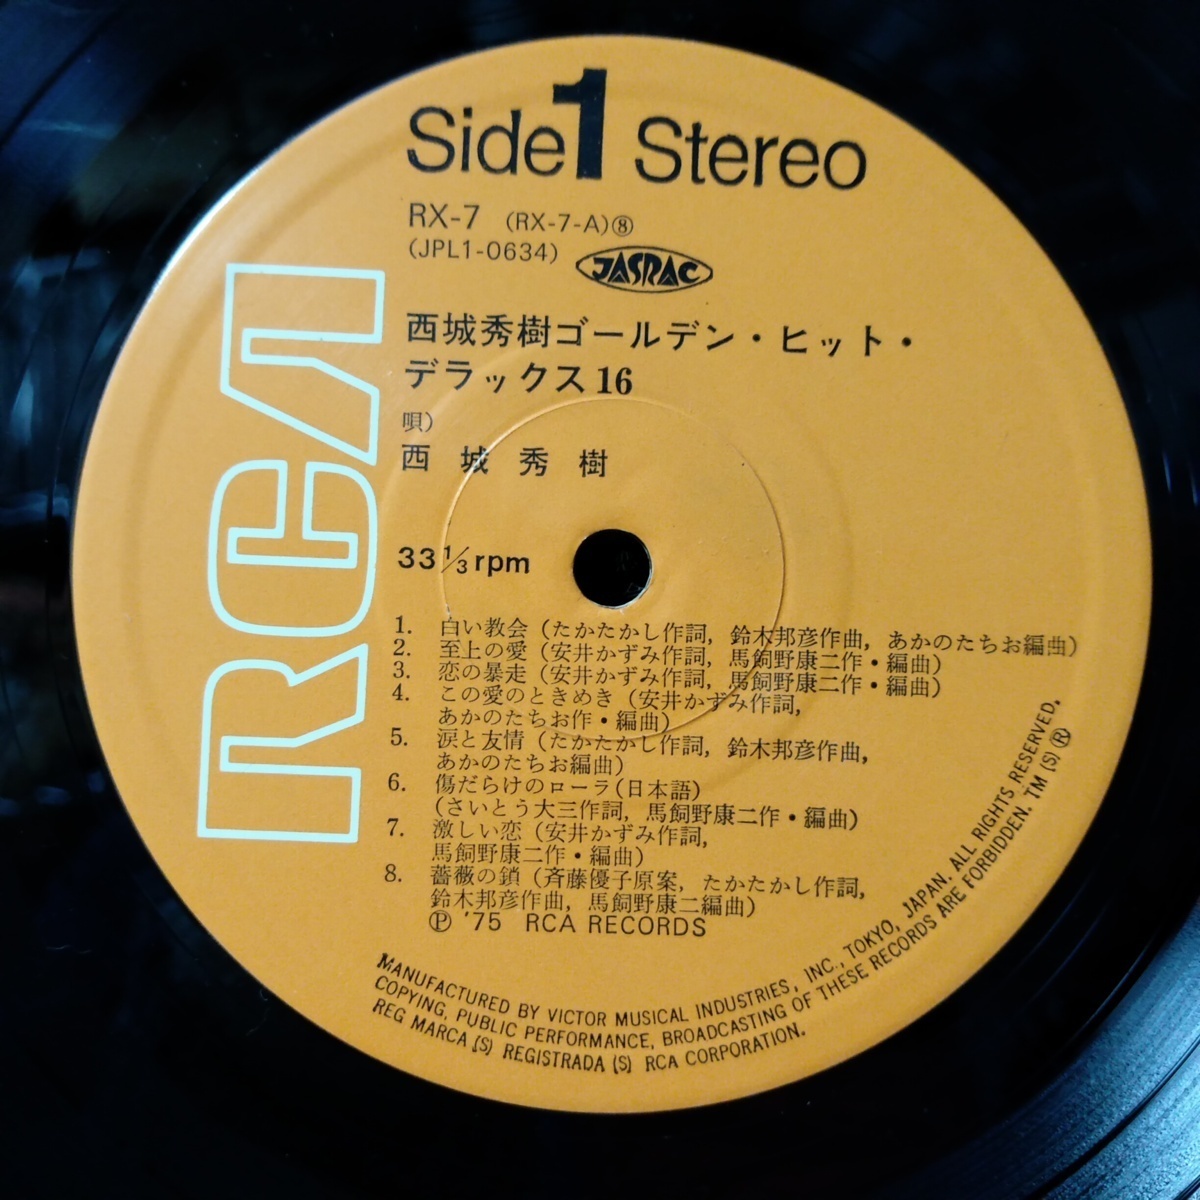 Side 1 Stereo
RX-7 (RX-7-A)⑧
(JPL1-0634)
JASRAC
RCA
西城秀樹ゴールデン・ヒット・
デラックス16
唄)
西城秀樹
33 1/3 rpm
1. 白い教会 (たかたかし作詞, 鈴木邦彦作曲, あかのたちお編曲)
2. 至上の愛 (安井かずみ作詞, 馬飼野康二作・編曲)
3. 恋の暴走 (安井かずみ作詞, 馬飼野康二作・編曲)
4. この愛のときめき (安井かずみ作詞,
あかのたちお作・編曲)
5. 涙と友情 (たかたかし作詞, 鈴木邦彦作曲,
あかのたちお編曲)
6. 傷だらけのローラ(日本語)
(さいとう大三作詞, 馬飼野康二作・編曲)
7. 激しい恋 (安井かずみ作詞,
馬飼野康二作・編曲)
8. 薔薇の鎖 (斉藤優子原案, たかたかし作詞,
鈴木邦彦作曲, 馬飼野康二編曲)
Ⓟ '75 RCA RECORDS
MANUFACTURED BY VICTOR MUSICAL INDUSTRIES, INC., TOKYO, JAPAN. ALL RIGHTS RESERVED.
COPYING, PUBLIC PERFORMANCE, BROADCASTING OF THESE RECORDS ARE FORBIDDEN. TM (S) ®
REG MARCA (S) REGISTRADA (S) RCA CORPORATION.